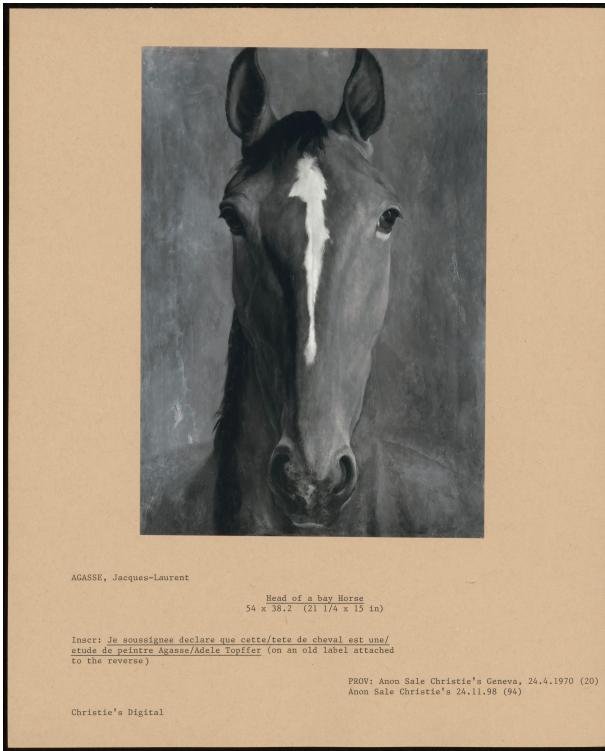 AGASSE, Jacques-Laurent
Head of a bay Horse
54 x 38.2 (21 1/4 x 15 in)
Inscr: Je soussignee declare que cette/tete de cheval est une/
etude de peintre Agasse/Adele Topffer (on an old label attached
to the reverse)
PROV: Anon Sale Christie's Geneva, 24.4.1970 (20)
Anon Sale Christie's 24.11.98 (94)
Christie's Digital